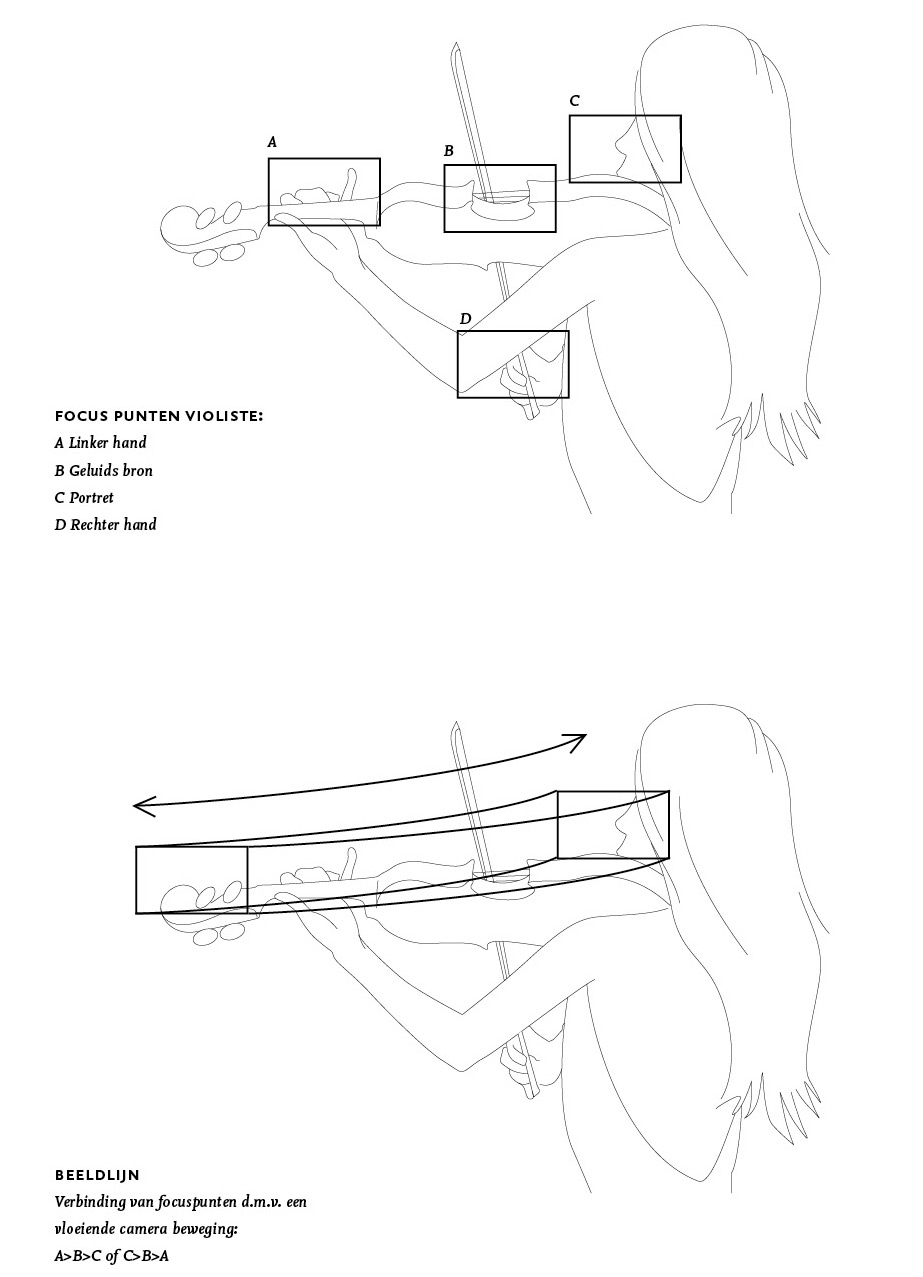 C
A
B
D
FOCUS PUNTEN VIOLISTE:
A Linker hand
B Geluids bron
C Portret
D Rechter hand
BEELDLIJN
Verbinding van focuspunten d.m.v. een
vloeiende camera beweging:
A>B>C of C>B>A